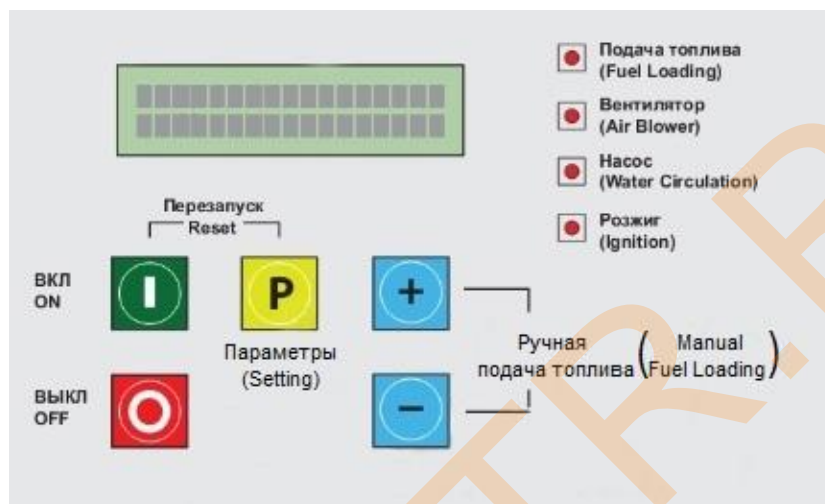 Подача топлива
(Fuel Loading)
Вентилятор
(Air Blower)
Насос
(Water Circulation)
Розжиг
(Ignition)
Перезапуск
Reset
ВКЛ
ON
P
+
Параметры
(Setting)
Ручная
подача топлива
(Manual
Fuel Loading)
ВЫКЛ
OFF
−